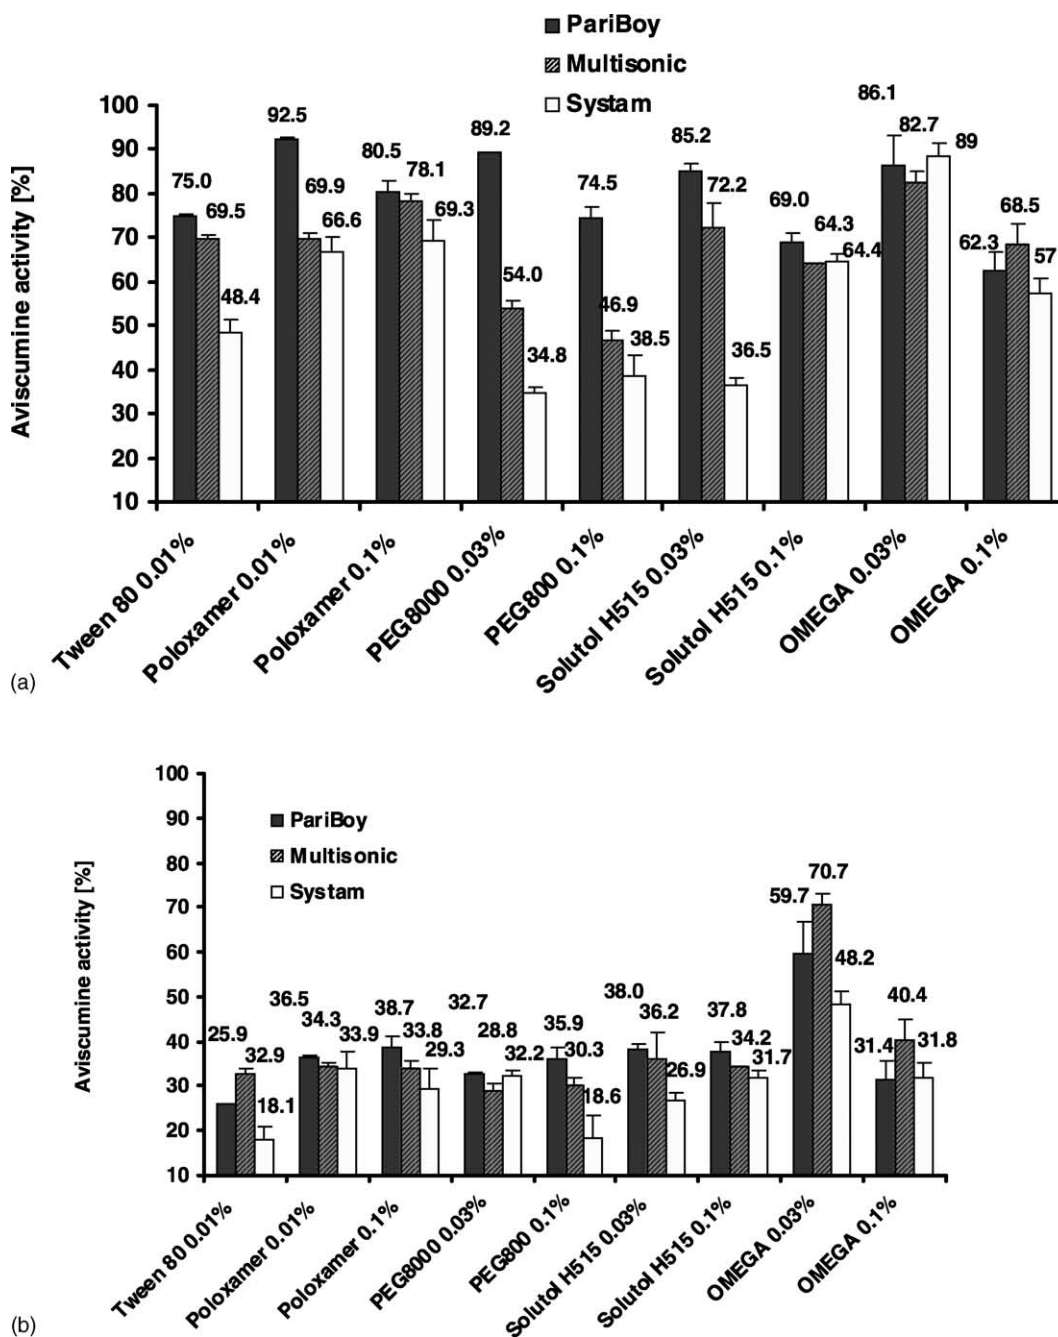 PariBoy
Multisonic
Systam
Aviscumine activity [%]
100
90
80
70
60
50
40
30
20
10
75.0
69.5
48.4
92.5
69.9
66.6
80.5
78.1
69.3
89.2
54.0
34.8
74.5
46.9
38.5
85.2
72.2
36.5
69.0
64.3
64.4
86.1
82.7
89
62.3
68.5
57
Tween 80 0.01%
Poloxamer 0.01%
Poloxamer 0.1%
PEG8000 0.03%
PEG800 0.1%
Solutol H515 0.03%
Solutol H515 0.1%
OMEGA 0.03%
OMEGA 0.1%
(a)
PariBoy
Multisonic
Systam
Aviscumine activity [%]
100
90
80
70
60
50
40
30
20
10
25.9
32.9
18.1
36.5
34.3
33.9
38.7
33.8
29.3
32.7
28.8
32.2
35.9
30.3
18.6
38.0
36.2
26.9
37.8
34.2
31.7
59.7
70.7
48.2
31.4
40.4
31.8
Tween 80 0.01%
Poloxamer 0.01%
Poloxamer 0.1%
PEG8000 0.03%
PEG800 0.1%
Solutol H515 0.03%
Solutol H515 0.1%
OMEGA 0.03%
OMEGA 0.1%
(b)